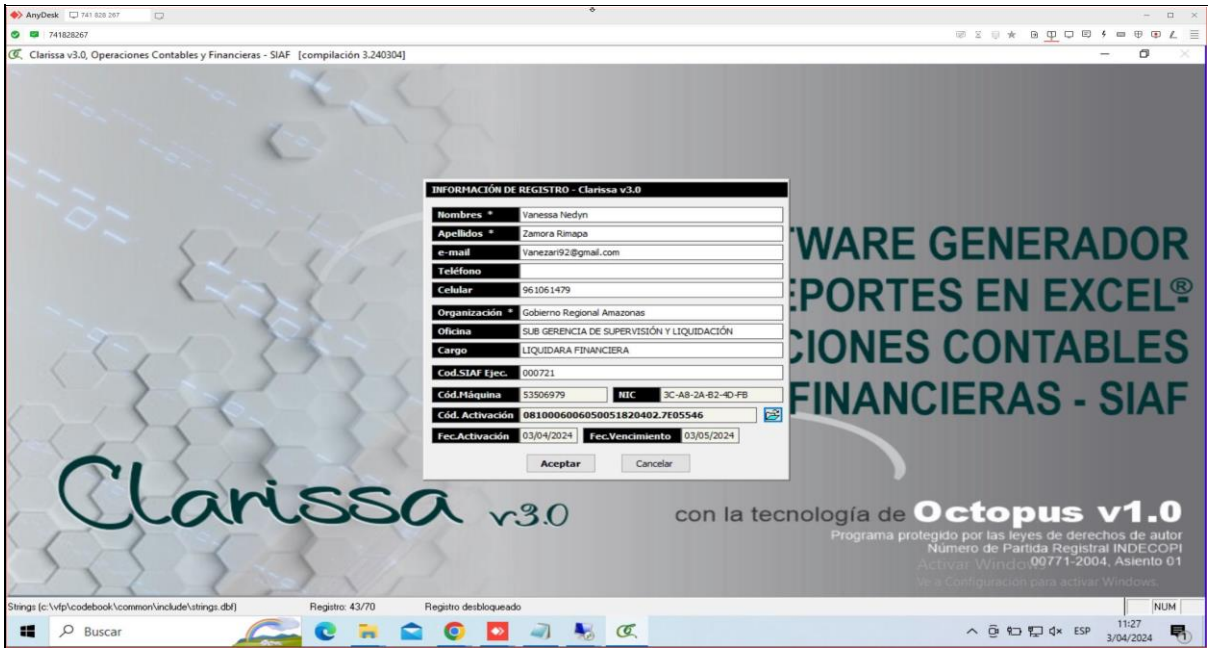 AnyDesk 741 828 267
741828267
Clarissa v3.0, Operaciones Contables y Financieras - SIAF [compilación 3.240304]
INFORMACIÓN DE REGISTRO - Clarissa v3.0
Nombres * Vanessa Nedyn
Apellidos * Zamora Rimapa
e-mail Vanezari92@gmail.com
Teléfono
Celular 961061479
Organización * Gobierno Regional Amazonas
Oficina SUB GERENCIA DE SUPERVISIÓN Y LIQUIDACIÓN
Cargo LIQUIDARA FINANCIERA
Cod.SIAF Ejec. 000721
Cód.Máquina 53506979 NIC 3C-A8-2A-B2-4D-FB
Cód. Activación 0810006006050051820402.7E05546
Fec.Activación 03/04/2024 Fec.Vencimiento 03/05/2024
Aceptar Cancelar
WARE GENERADOR
PORTES EN EXCEL®
CIONES CONTABLES
FINANCIERAS - SIAF
Clarissa v3.0
con la tecnología de Octopus v1.0
Programa protegido por las leyes de derechos de autor
Número de Partida Registral INDECOPI
00771-2004, Asiento 01
Activar Windows
Ve a Configuración para activar Windows.
Strings (c:\vfp\codebook\common\include\strings.dbf) Registro: 43/70 Registro desbloqueado NUM
Buscar ESP 11:27
3/04/2024